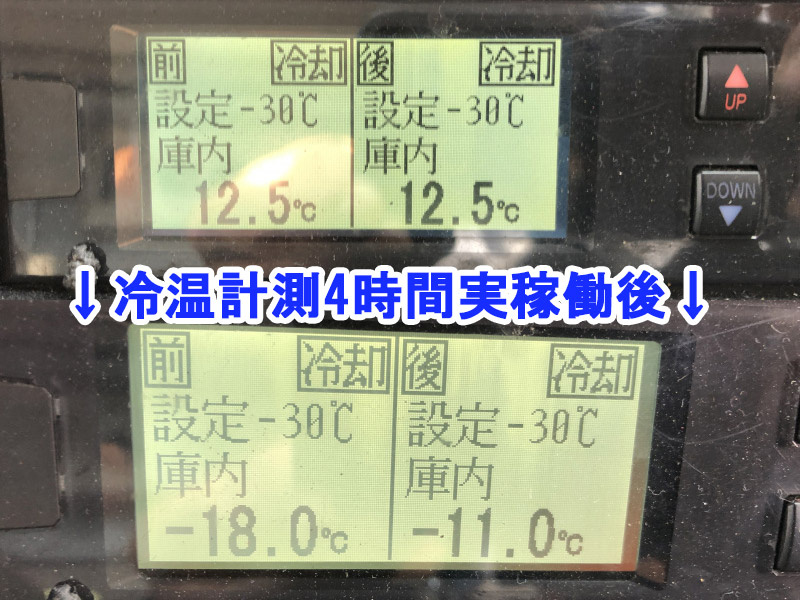 前 冷却 後 冷却
設定 -30℃ 設定 -30℃
庫内 庫内
12.5℃ 12.5℃
UP
DOWN
↓冷温計測4時間実稼働後↓
前 冷却 後 冷却
設定 -30℃ 設定 -30℃
庫内 庫内
-18.0℃ -11.0℃